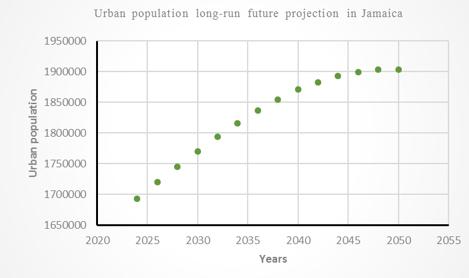 Urban population long-run future projection in Jamaica
1950000
1900000
1850000
1800000
1750000
1700000
1650000
Urban population
2020 2025 2030 2035 2040 2045 2050 2055
Years